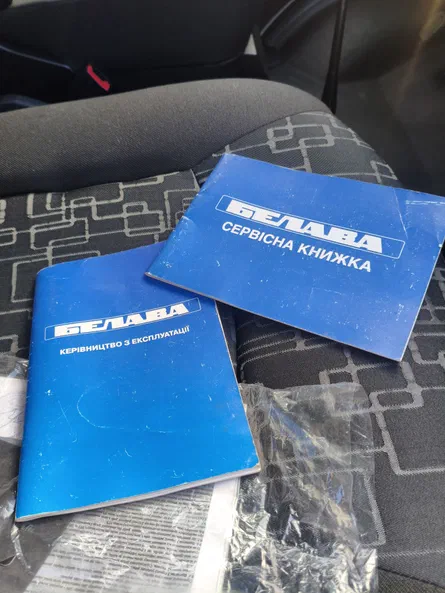 БЕЛАВА
СЕРВІСНА КНИЖКА
БЕЛАВА
КЕРІВНИЦТВО З ЕКСПЛУАТАЦІЇ